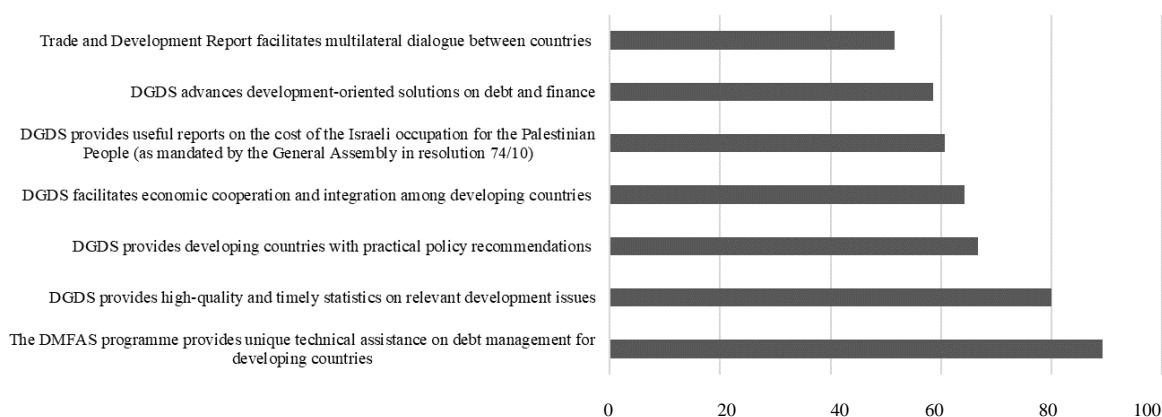 Trade and Development Report facilitates multilateral dialogue between countries
DGDS advances development-oriented solutions on debt and finance
DGDS provides useful reports on the cost of the Israeli occupation for the Palestinian
People (as mandated by the General Assembly in resolution 74/10)
DGDS facilitates economic cooperation and integration among developing countries
DGDS provides developing countries with practical policy recommendations
DGDS provides high-quality and timely statistics on relevant development issues
The DMFAS programme provides unique technical assistance on debt management for
developing countries
0 20 40 60 80 100